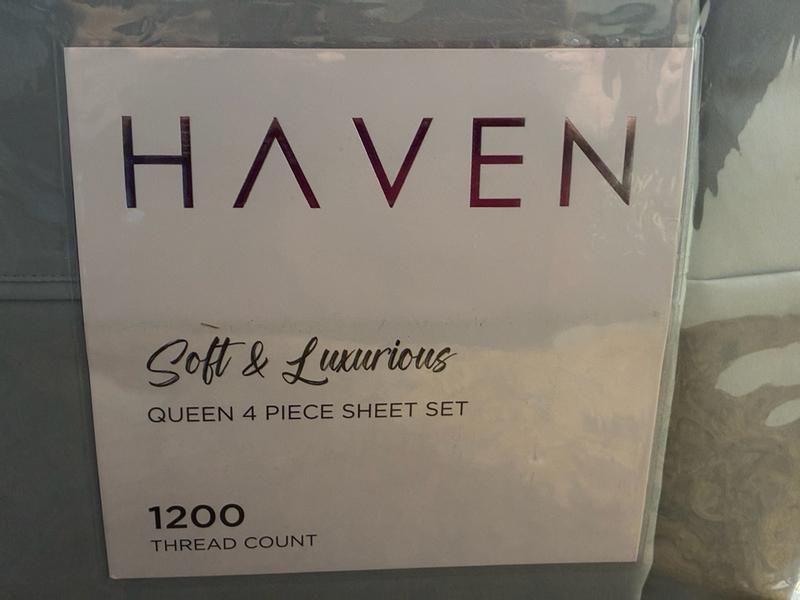 HAVEN
Soft & Luxurious
QUEEN 4 PIECE SHEET SET
1200
THREAD COUNT